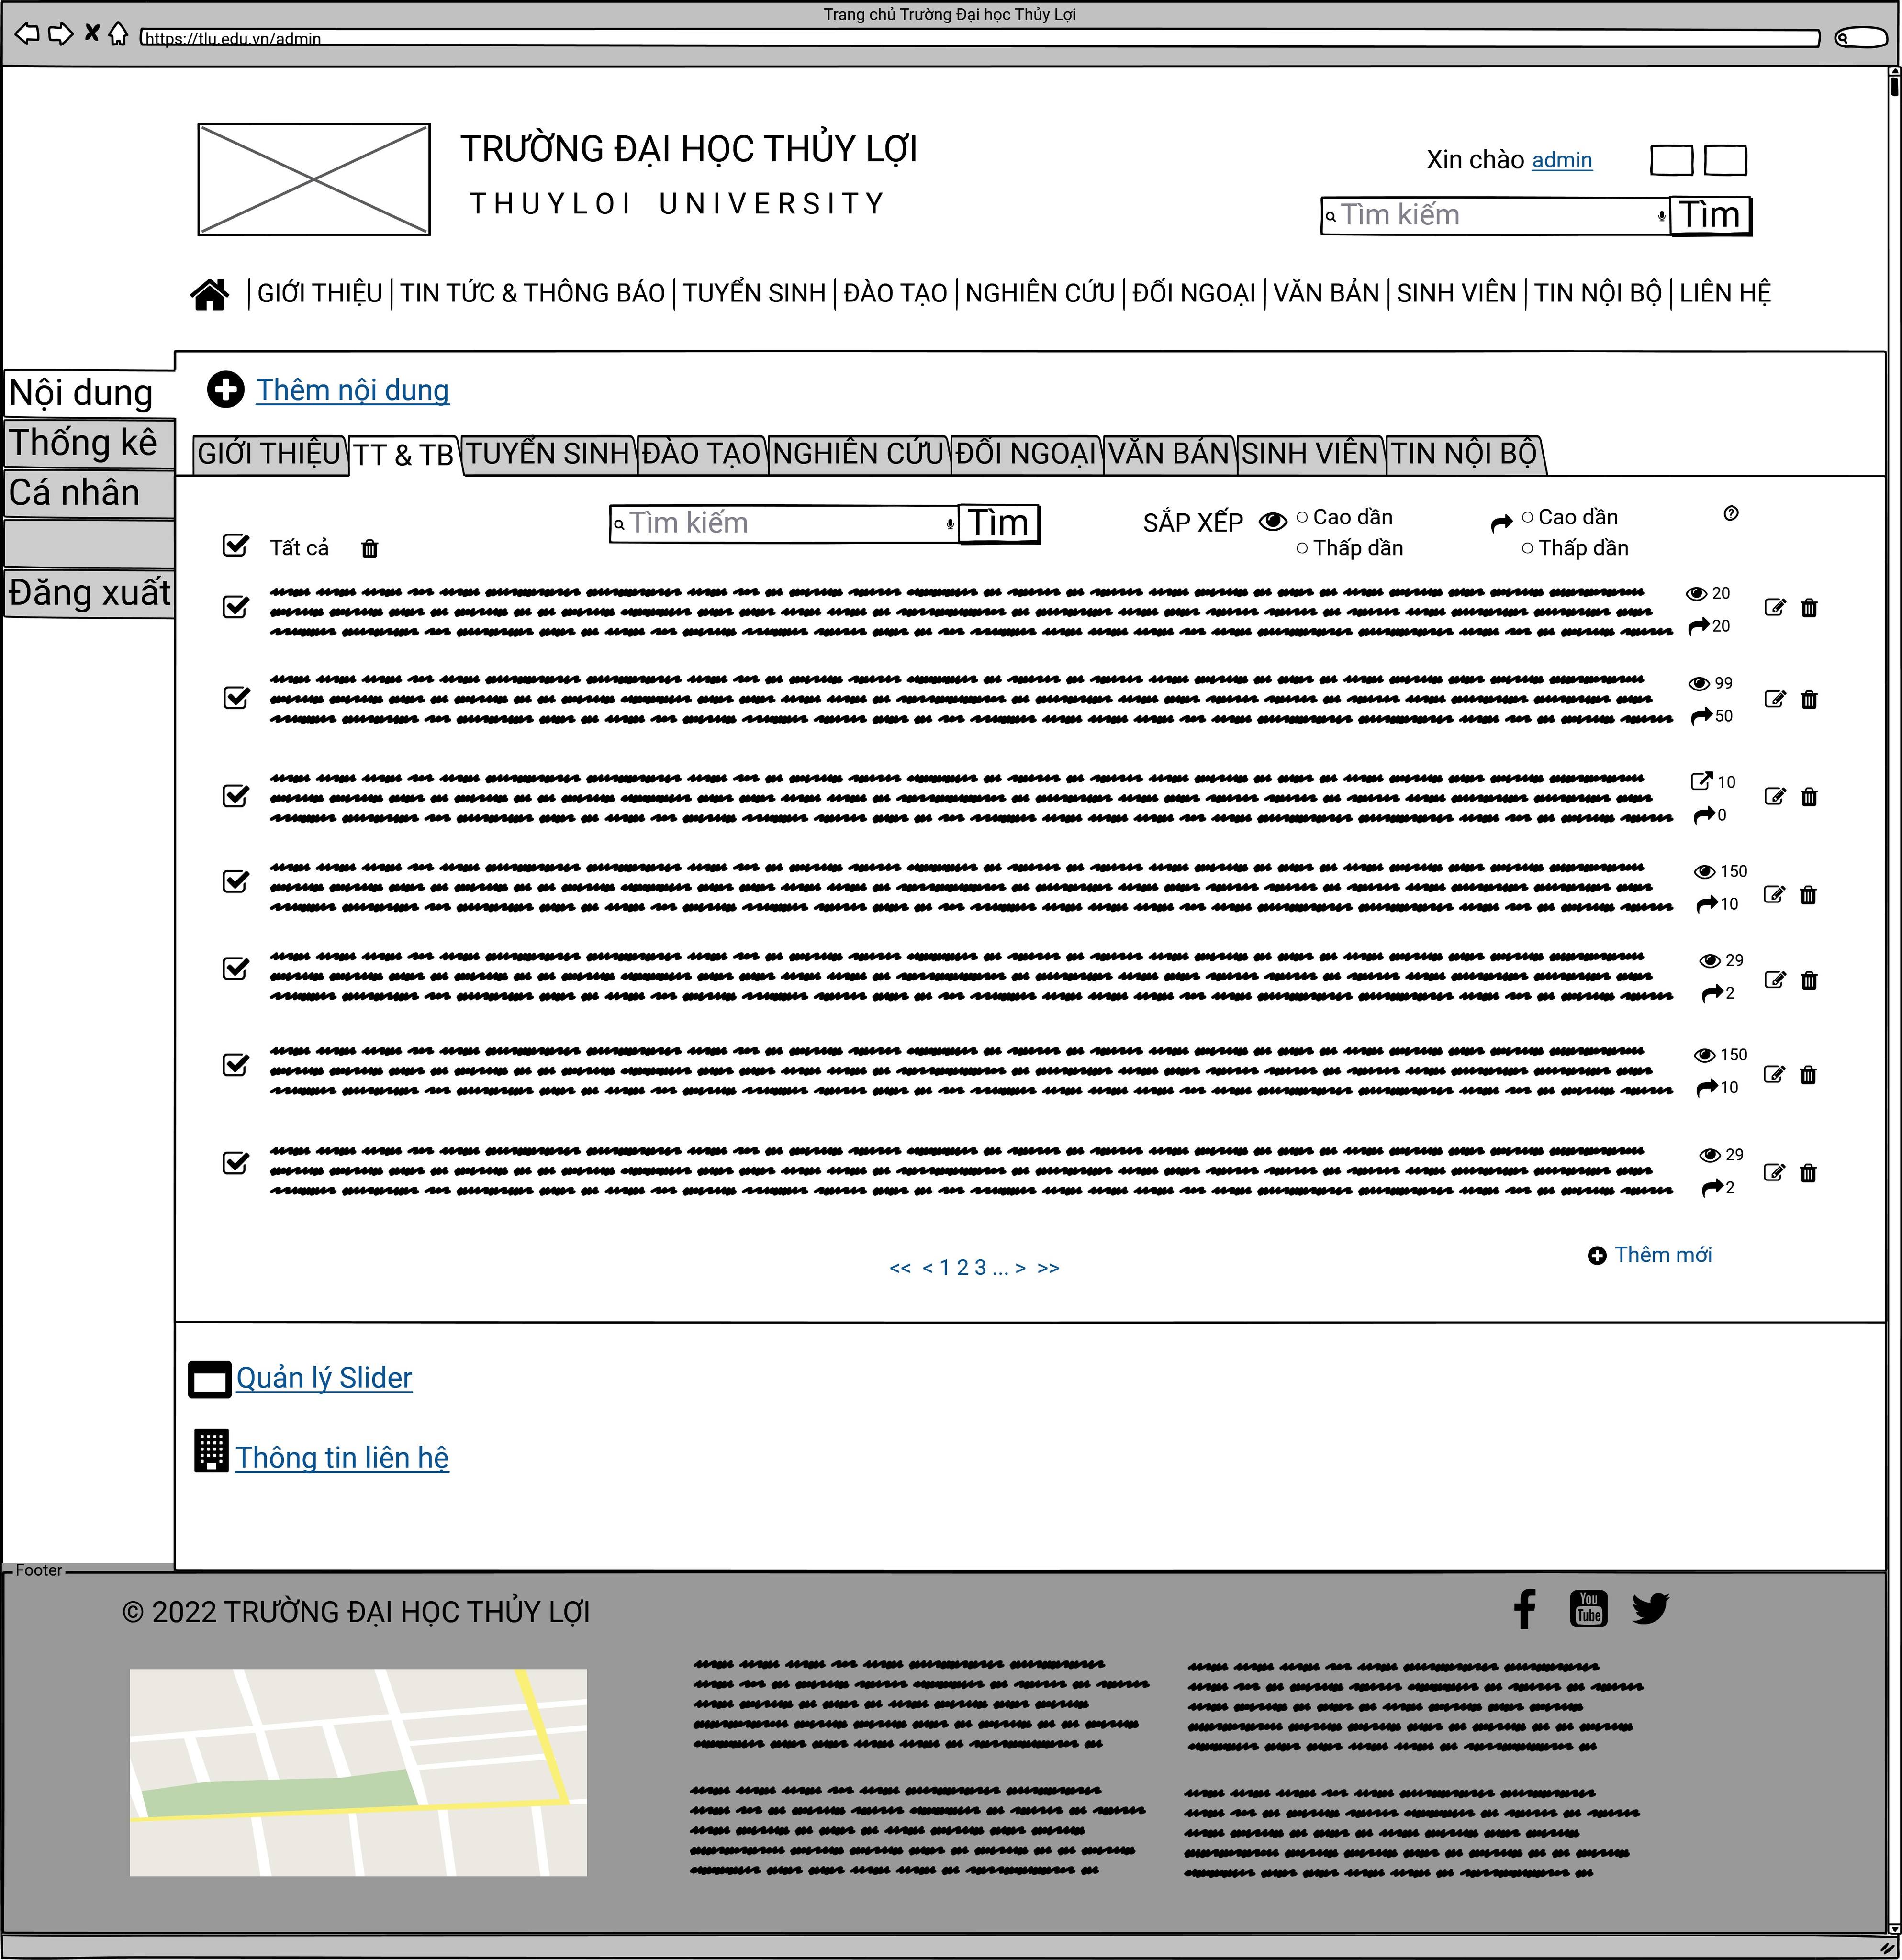 Trang chủ Trường Đại học Thủy Lợi
https://tlu.edu.vn/admin
TRƯỜNG ĐẠI HỌC THỦY LỢI
THUYLOI UNIVERSITY
Xin chào admin
Tìm kiếm Tìm
GIỚI THIỆU TIN TỨC & THÔNG BÁO TUYỂN SINH ĐÀO TẠO NGHIÊN CỨU ĐỐI NGOẠI VĂN BẢN SINH VIÊN TIN NỘI BỘ LIÊN HỆ
Nội dung
Thống kê
Cá nhân
Đăng xuất
Thêm nội dung
GIỚI THIỆU TT & TB TUYỂN SINH ĐÀO TẠO NGHIÊN CỨU ĐỐI NGOẠI VĂN BẢN SINH VIÊN TIN NỘI BỘ
Tất cả
Tìm kiếm Tìm
SẮP XẾP
Cao dần
Thấp dần
Cao dần
Thấp dần
20
20
99
50
10
0
150
10
29
2
150
10
29
2
<< < 1 2 3 ... > >>
Thêm mới
Quản lý Slider
Thông tin liên hệ
Footer
© 2022 TRƯỜNG ĐẠI HỌC THỦY LỢI
You
Tube